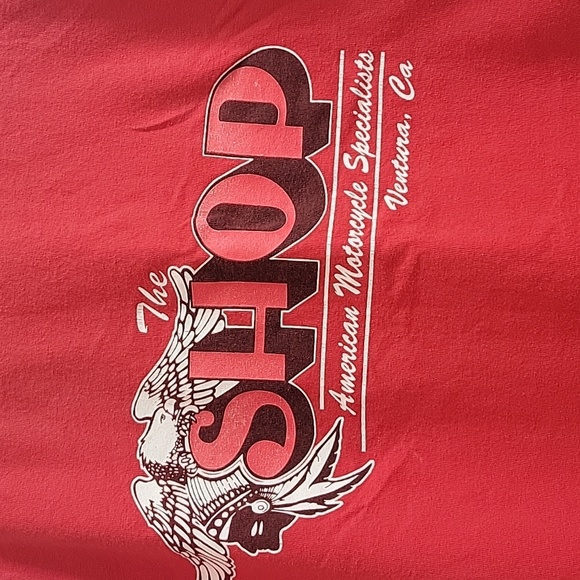 The
SHOP
American Motorcycle Specialists
Ventura, Ca